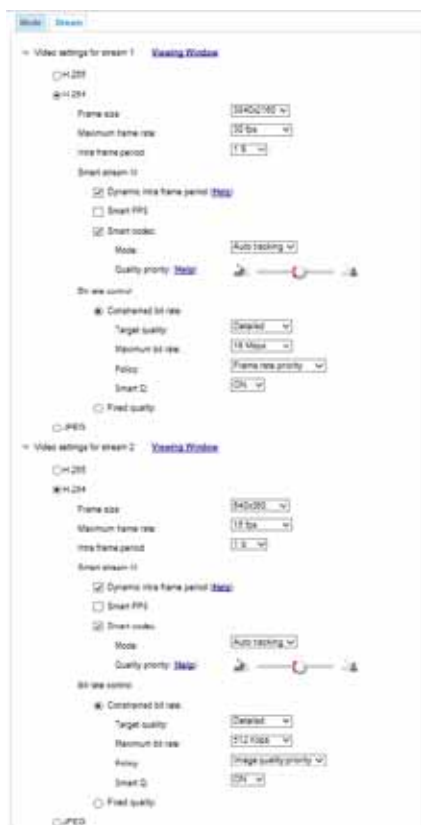 Mode Stream
Video settings for stream 1 Viewing Window
H.265
H.264
Frame size: 3840x2160
Maximum frame rate: 30 fps
Intra frame period: 1 S
Smart stream III:
Dynamic intra frame period (Help)
Smart FPS
Smart codec:
Mode: Auto tracking
Quality priority: (Help)
Bit rate control:
Constrained bit rate:
Target quality: Detailed
Maximum bit rate: 16 Mbps
Policy: Frame rate priority
Smart Q: ON
Fixed quality:
JPEG
Video settings for stream 2 Viewing Window
H.265
H.264
Frame size: 640x360
Maximum frame rate: 15 fps
Intra frame period: 1 S
Smart stream III:
Dynamic intra frame period (Help)
Smart FPS
Smart codec:
Mode: Auto tracking
Quality priority: (Help)
Bit rate control:
Constrained bit rate:
Target quality: Detailed
Maximum bit rate: 512 Kbps
Policy: Image quality priority
Smart Q: ON
Fixed quality:
JPEG